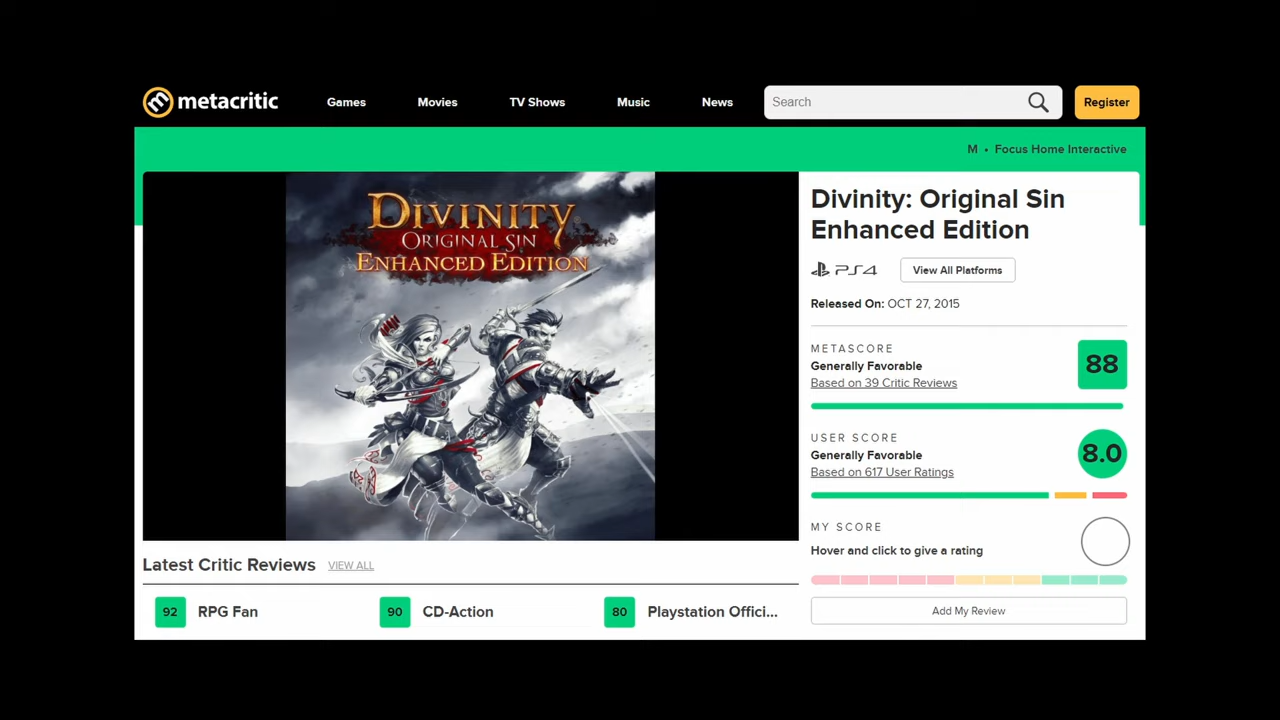 metacritic Games Movies TV Shows Music News Search Register
M • Focus Home Interactive
DIVINITY
ORIGINAL SIN
ENHANCED EDITION
Divinity: Original Sin
Enhanced Edition
PS4 View All Platforms
Released On: OCT 27, 2015
METASCORE
Generally Favorable
Based on 39 Critic Reviews
88
USER SCORE
Generally Favorable
Based on 617 User Ratings
8.0
MY SCORE
Hover and click to give a rating
Add My Review
Latest Critic Reviews VIEW ALL
92 RPG Fan 90 CD-Action 80 Playstation Offici...